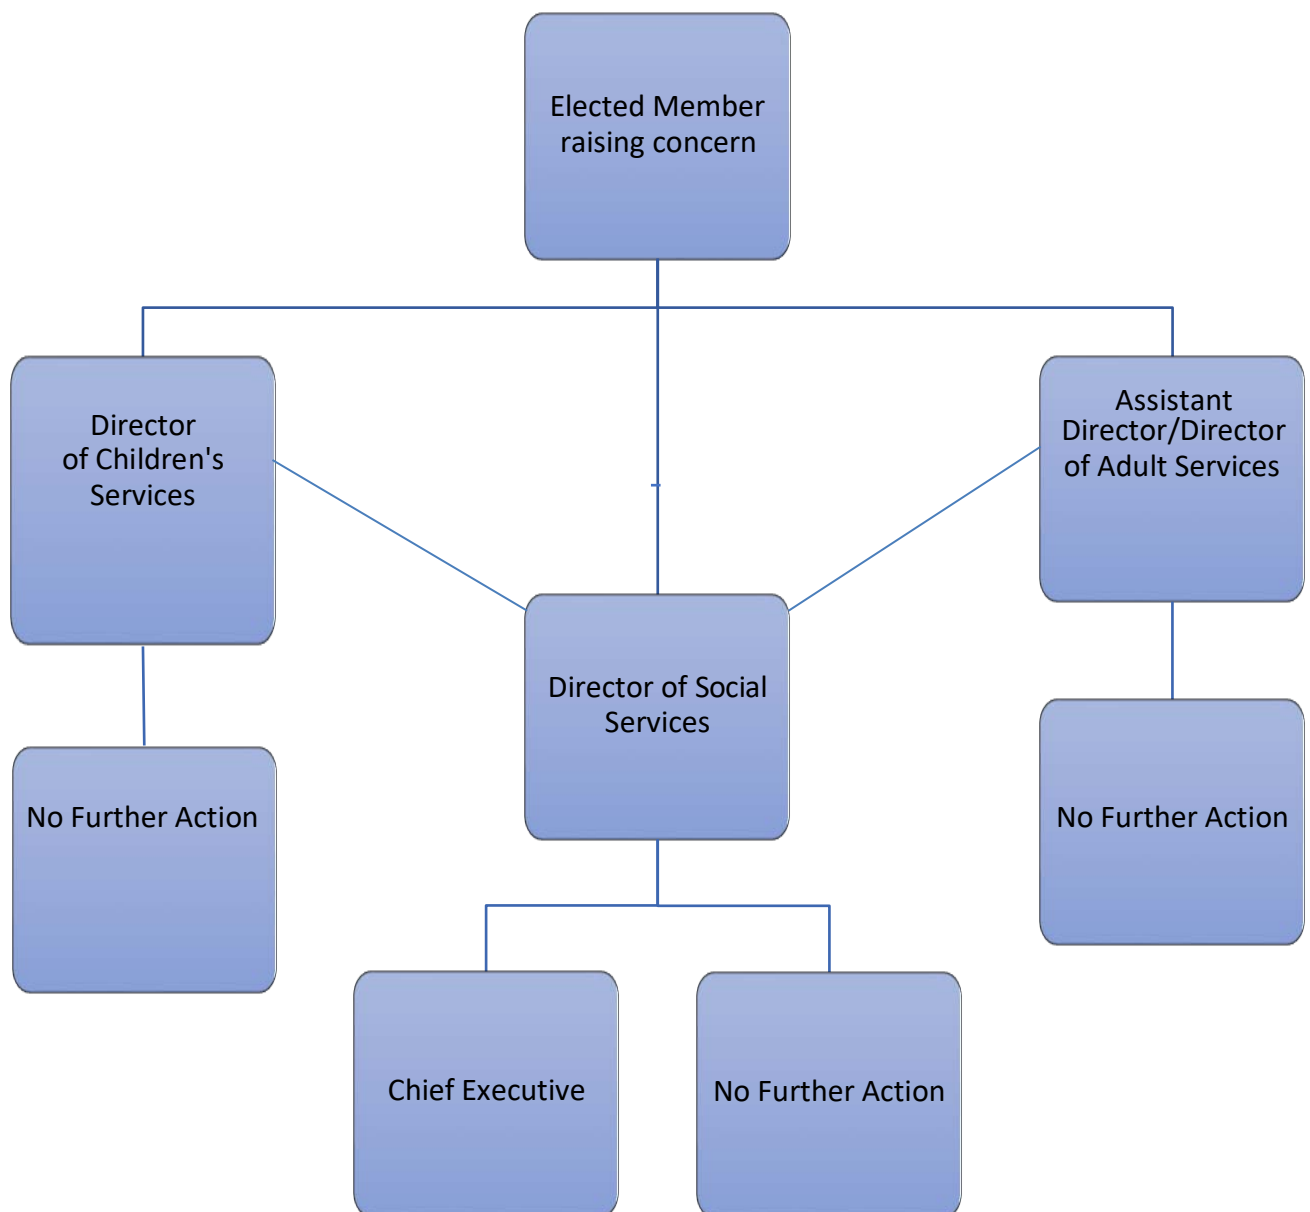 Elected Member
raising concern
Director
of Children's
Services
Assistant
Director/Director
of Adult Services
Director of Social
Services
No Further Action
No Further Action
Chief Executive
No Further Action